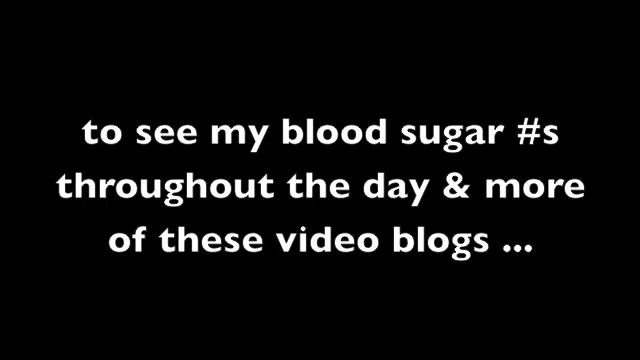 to see my blood sugar #s
throughout the day & more
of these video blogs ...